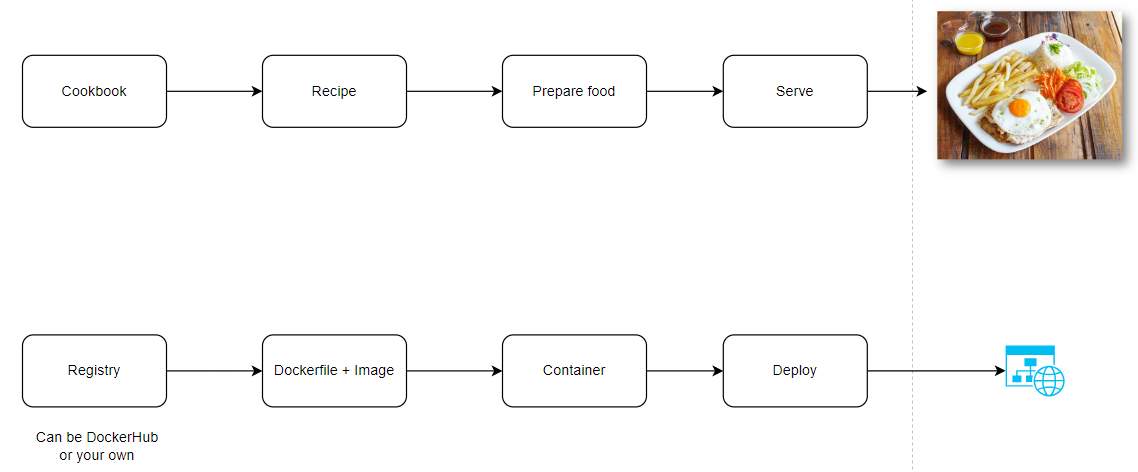 Cookbook
Recipe
Prepare food
Serve
Registry
Dockerfile + Image
Container
Deploy
Can be DockerHub
or your own